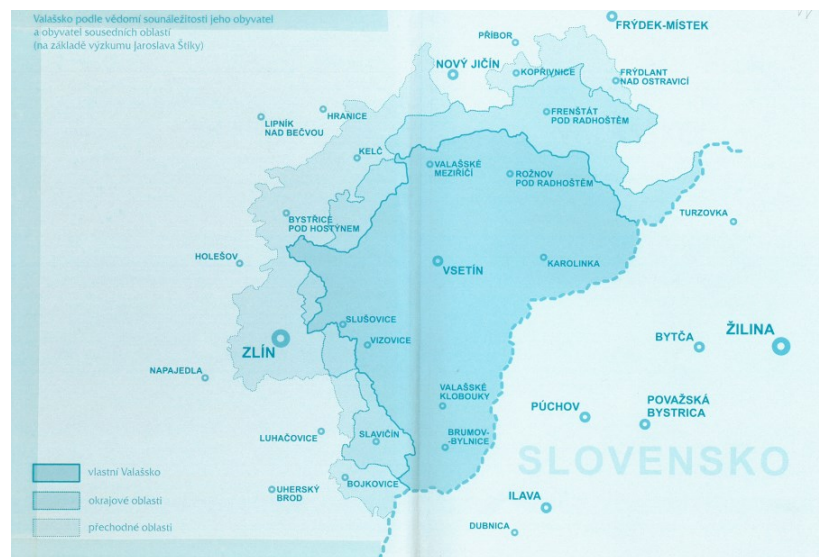 Valašsko podle vědomí sounáležitosti jeho obyvatel
a obyvatel sousedních oblastí
(na základě výzkumu Jaroslava Štiky)
FRÝDEK-MÍSTEK
PŘÍBOR
NOVÝ JIČÍN
KOPŘIVNICE
FRÝDLANT
NAD OSTRAVICÍ
HRANICE
LIPNÍK
NAD BEČVOU
FRENŠTÁT
POD RADHOŠTĚM
KELČ
VALAŠSKÉ
MEZIŘÍČÍ
ROŽNOV
POD RADHOŠTĚM
BYSTŘICE
POD HOSTÝNEM
TURZOVKA
HOLEŠOV
VSETÍN
KAROLINKA
SLUŠOVICE
ZLÍN
VIZOVICE
BYTČA
ŽILINA
NAPAJEDLA
VALAŠSKÉ
KLOBOUKY
PÚCHOV
POVAŽSKÁ
BYSTRICA
LUHAČOVICE
SLAVIČÍN
BRUMOV-
BYLNICE
SLOVENSKO
vlastní Valašsko
okrajové oblasti
přechodné oblasti
UHERSKÝ
BROD
BOJKOVICE
ILAVA
DUBNICA